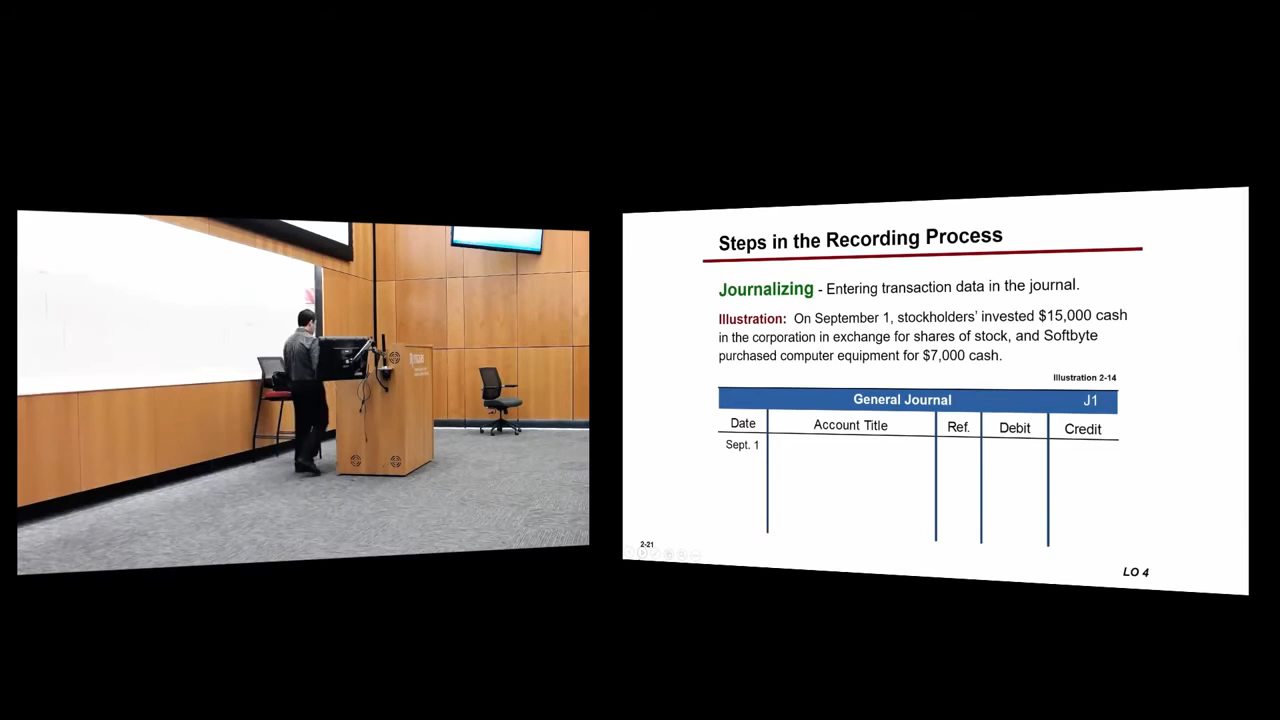 Steps in the Recording Process
Journalizing - Entering transaction data in the journal.
Illustration: On September 1, stockholders' invested $15,000 cash
in the corporation in exchange for shares of stock, and Softbyte
purchased computer equipment for $7,000 cash.
Illustration 2-14
General Journal J1
Date Account Title Ref. Debit Credit
Sept. 1
2-21
LO 4